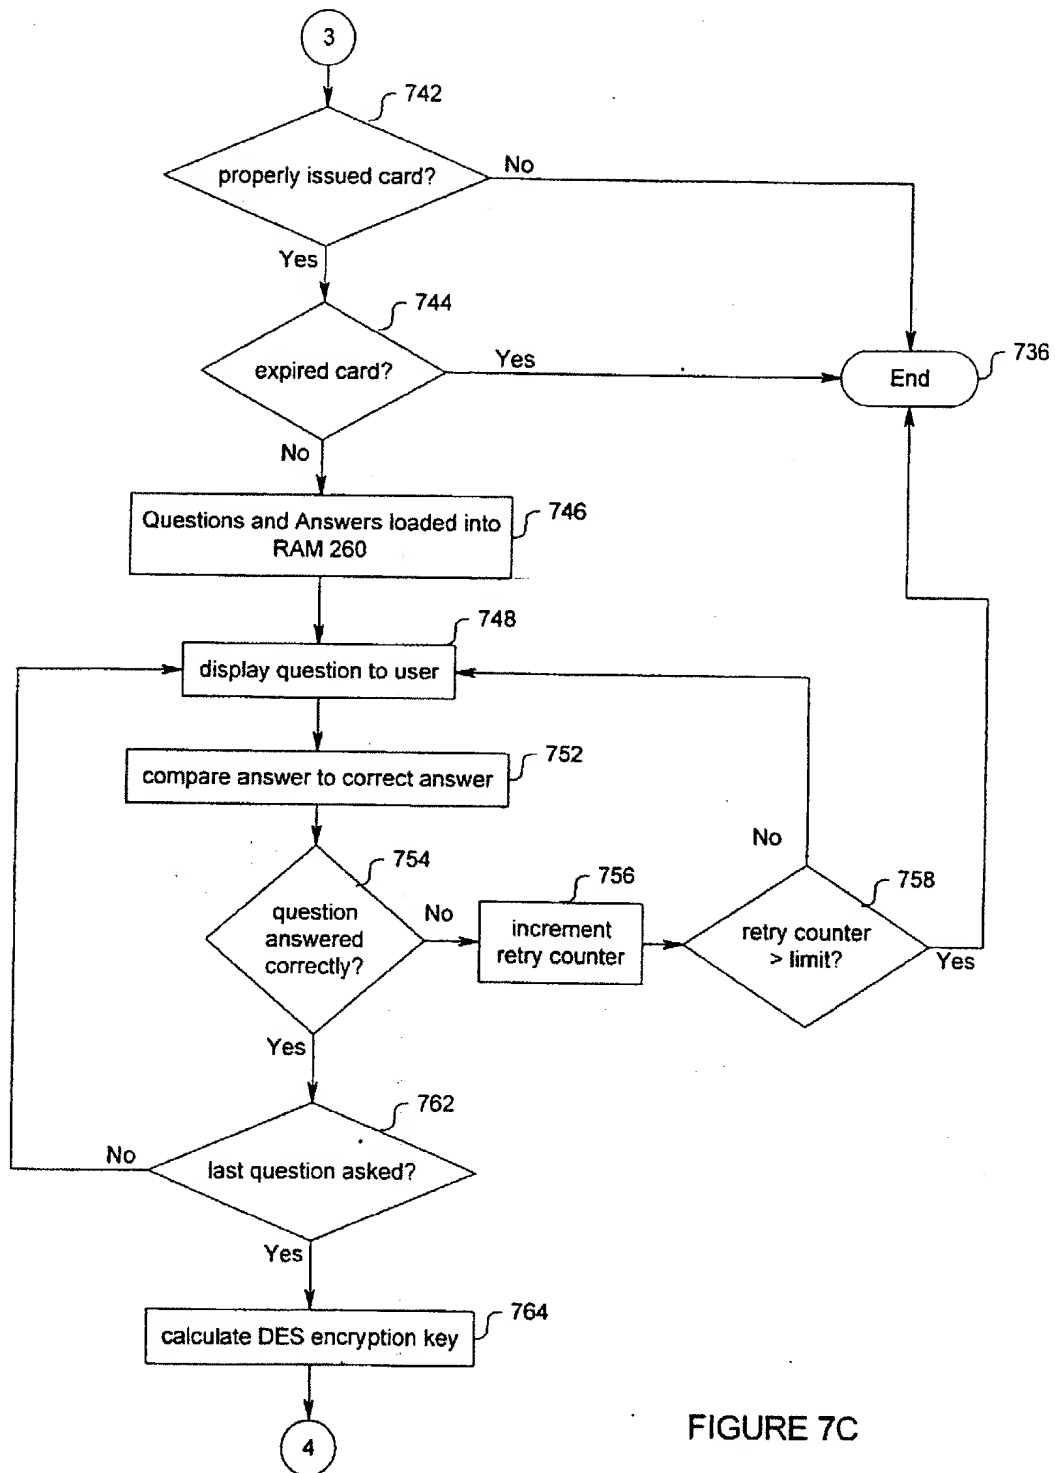 3
742
properly issued card?
No
Yes
744
expired card?
Yes
736
End
No
746
Questions and Answers loaded into
RAM 260
748
display question to user
752
compare answer to correct answer
No
754
756
758
question
answered
correctly?
No
increment
retry counter
retry counter
> limit?
Yes
Yes
762
No
last question asked?
Yes
764
calculate DES encryption key
4
FIGURE 7C